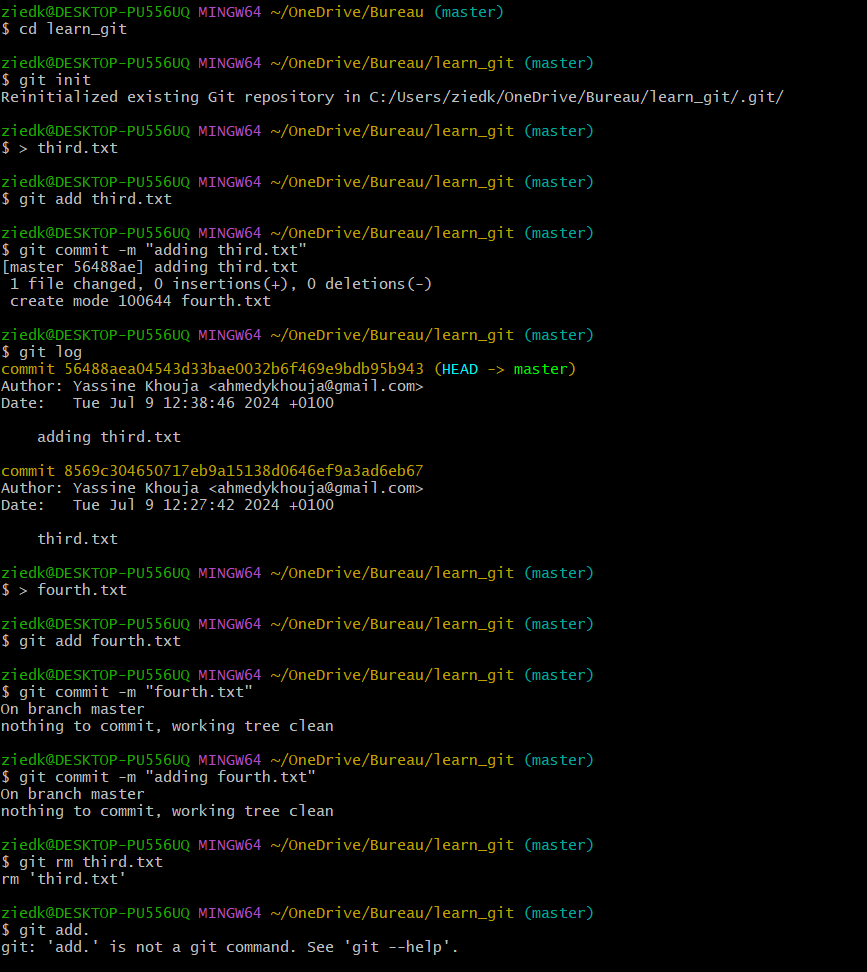 ziedk@DESKTOP-PU556UQ MINGW64 ~/OneDrive/Bureau (master)
$ cd learn_git
ziedk@DESKTOP-PU556UQ MINGW64 ~/OneDrive/Bureau/learn_git (master)
$ git init
Reinitialized existing Git repository in C:/Users/ziedk/OneDrive/Bureau/learn_git/.git/
ziedk@DESKTOP-PU556UQ MINGW64 ~/OneDrive/Bureau/learn_git (master)
$ > third.txt
ziedk@DESKTOP-PU556UQ MINGW64 ~/OneDrive/Bureau/learn_git (master)
$ git add third.txt
ziedk@DESKTOP-PU556UQ MINGW64 ~/OneDrive/Bureau/learn_git (master)
$ git commit -m "adding third.txt"
[master 56488ae] adding third.txt
 1 file changed, 0 insertions(+), 0 deletions(-)
 create mode 100644 fourth.txt
ziedk@DESKTOP-PU556UQ MINGW64 ~/OneDrive/Bureau/learn_git (master)
$ git log
commit 56488aea04543d33bae0032b6f469e9bdb95b943 (HEAD -> master)
Author: Yassine Khouja <ahmedykhouja@gmail.com>
Date:   Tue Jul 9 12:38:46 2024 +0100
    adding third.txt
commit 8569c304650717eb9a15138d0646ef9a3ad6eb67
Author: Yassine Khouja <ahmedykhouja@gmail.com>
Date:   Tue Jul 9 12:27:42 2024 +0100
    third.txt
ziedk@DESKTOP-PU556UQ MINGW64 ~/OneDrive/Bureau/learn_git (master)
$ > fourth.txt
ziedk@DESKTOP-PU556UQ MINGW64 ~/OneDrive/Bureau/learn_git (master)
$ git add fourth.txt
ziedk@DESKTOP-PU556UQ MINGW64 ~/OneDrive/Bureau/learn_git (master)
$ git commit -m "fourth.txt"
On branch master
nothing to commit, working tree clean
ziedk@DESKTOP-PU556UQ MINGW64 ~/OneDrive/Bureau/learn_git (master)
$ git commit -m "adding fourth.txt"
On branch master
nothing to commit, working tree clean
ziedk@DESKTOP-PU556UQ MINGW64 ~/OneDrive/Bureau/learn_git (master)
$ git rm third.txt
rm 'third.txt'
ziedk@DESKTOP-PU556UQ MINGW64 ~/OneDrive/Bureau/learn_git (master)
$ git add.
git: 'add.' is not a git command. See 'git --help'.